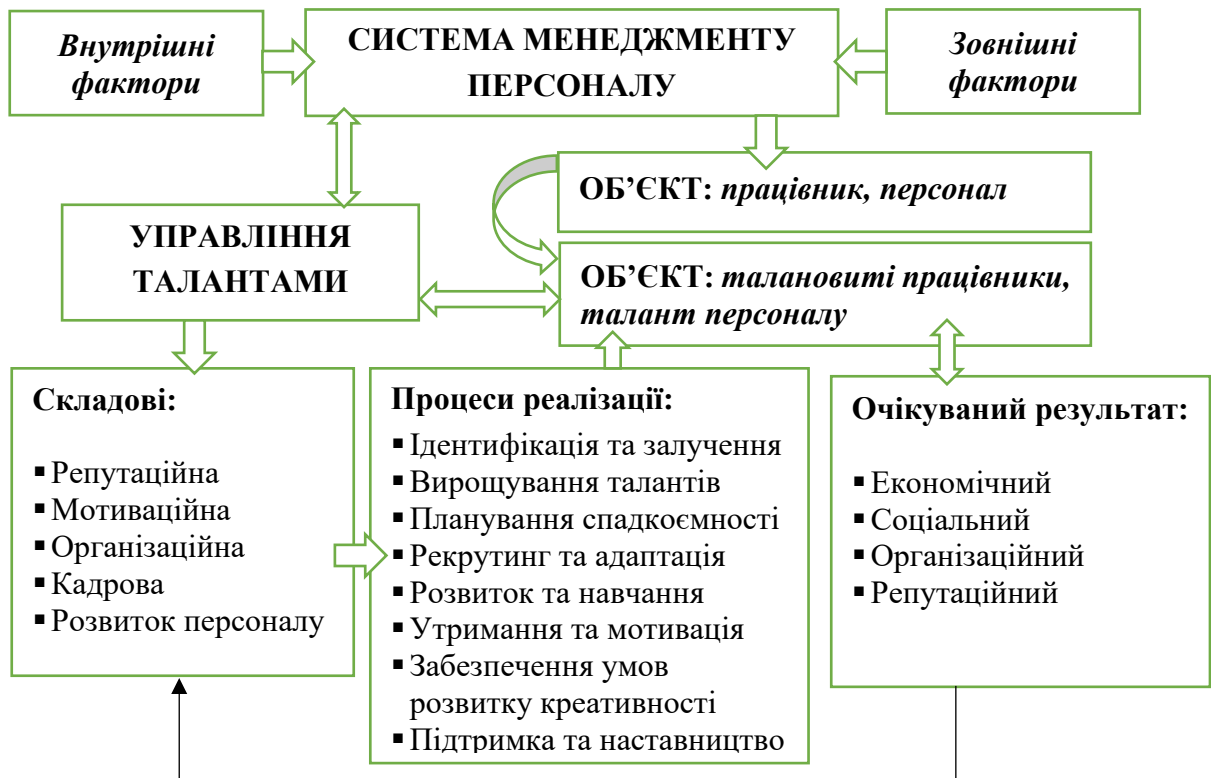 Внутрішні
фактори
СИСТЕМА МЕНЕДЖМЕНТУ
ПЕРСОНАЛУ
Зовнішні
фактори
ОБ’ЄКТ: працівник, персонал
УПРАВЛІННЯ
ТАЛАНТАМИ
ОБ’ЄКТ: талановиті працівники,
талант персоналу
Складові:
▪ Репутаційна
▪ Мотиваційна
▪ Організаційна
▪ Кадрова
▪ Розвиток персоналу
Процеси реалізації:
▪ Ідентифікація та залучення
▪ Вирощування талантів
▪ Планування спадкоємності
▪ Рекрутинг та адаптація
▪ Розвиток та навчання
▪ Утримання та мотивація
▪ Забезпечення умов
розвитку креативності
▪ Підтримка та наставництво
Очікуваний результат:
▪ Економічний
▪ Соціальний
▪ Організаційний
▪ Репутаційний